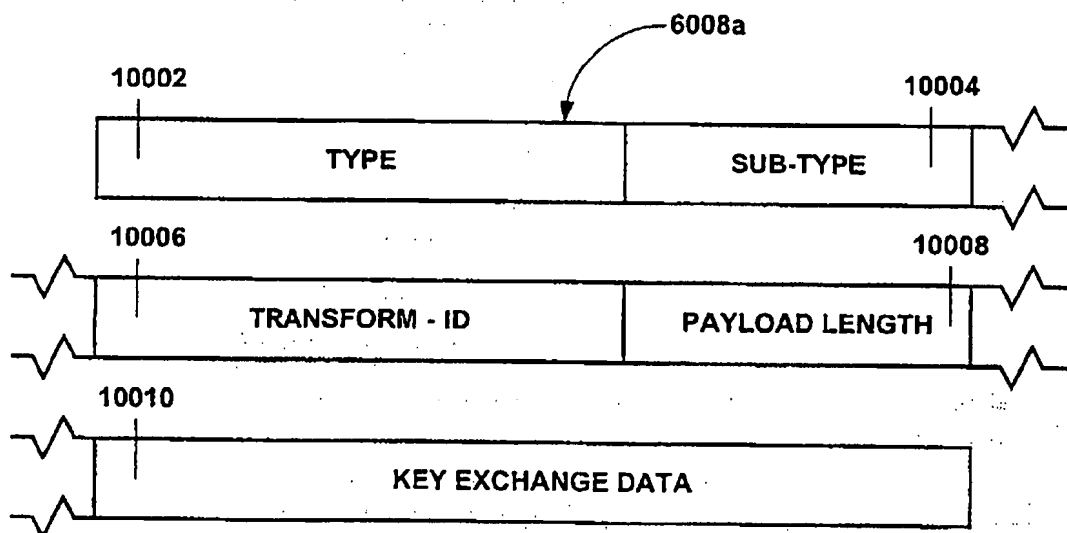 6008a
10002
10004
TYPE
SUB-TYPE
10006
10008
TRANSFORM - ID
PAYLOAD LENGTH
10010
KEY EXCHANGE DATA